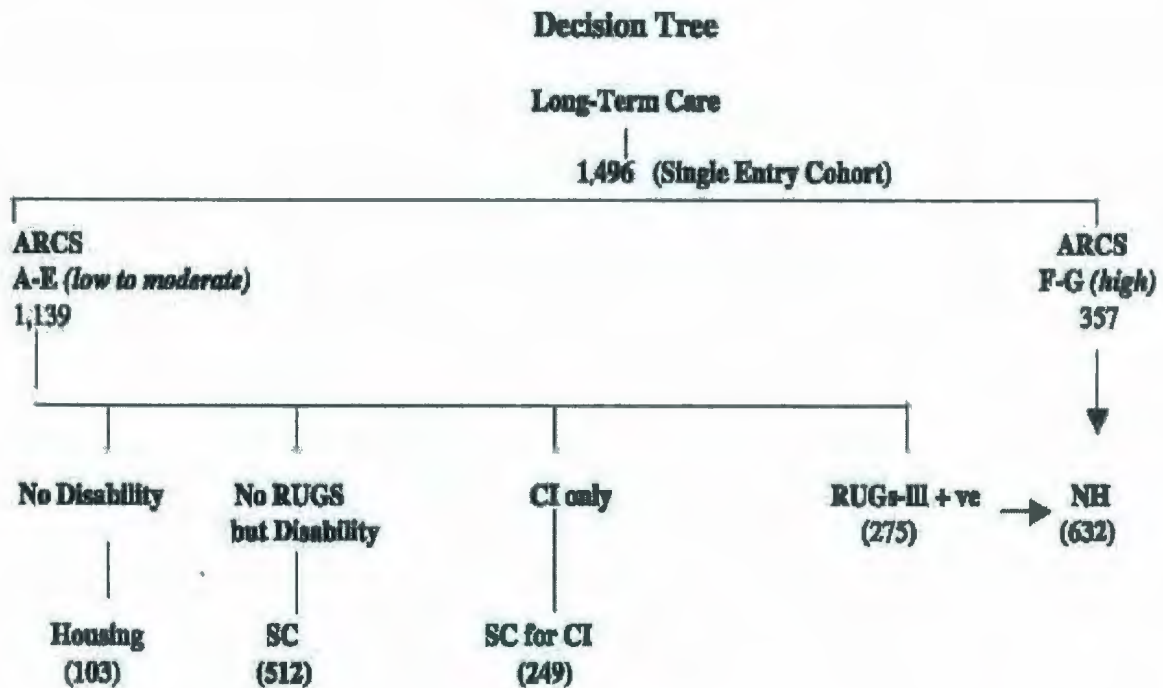 Decision Tree
Long-Term Care
1,496 (Single Entry Cohort)
ARCS
A-E (low to moderate)
1,139
ARCS
F-G (high)
357
No Disability
No RUGS
but Disability
CI only
RUGs-III + ve
(275)
NH
(632)
Housing
(103)
SC
(512)
SC for CI
(249)